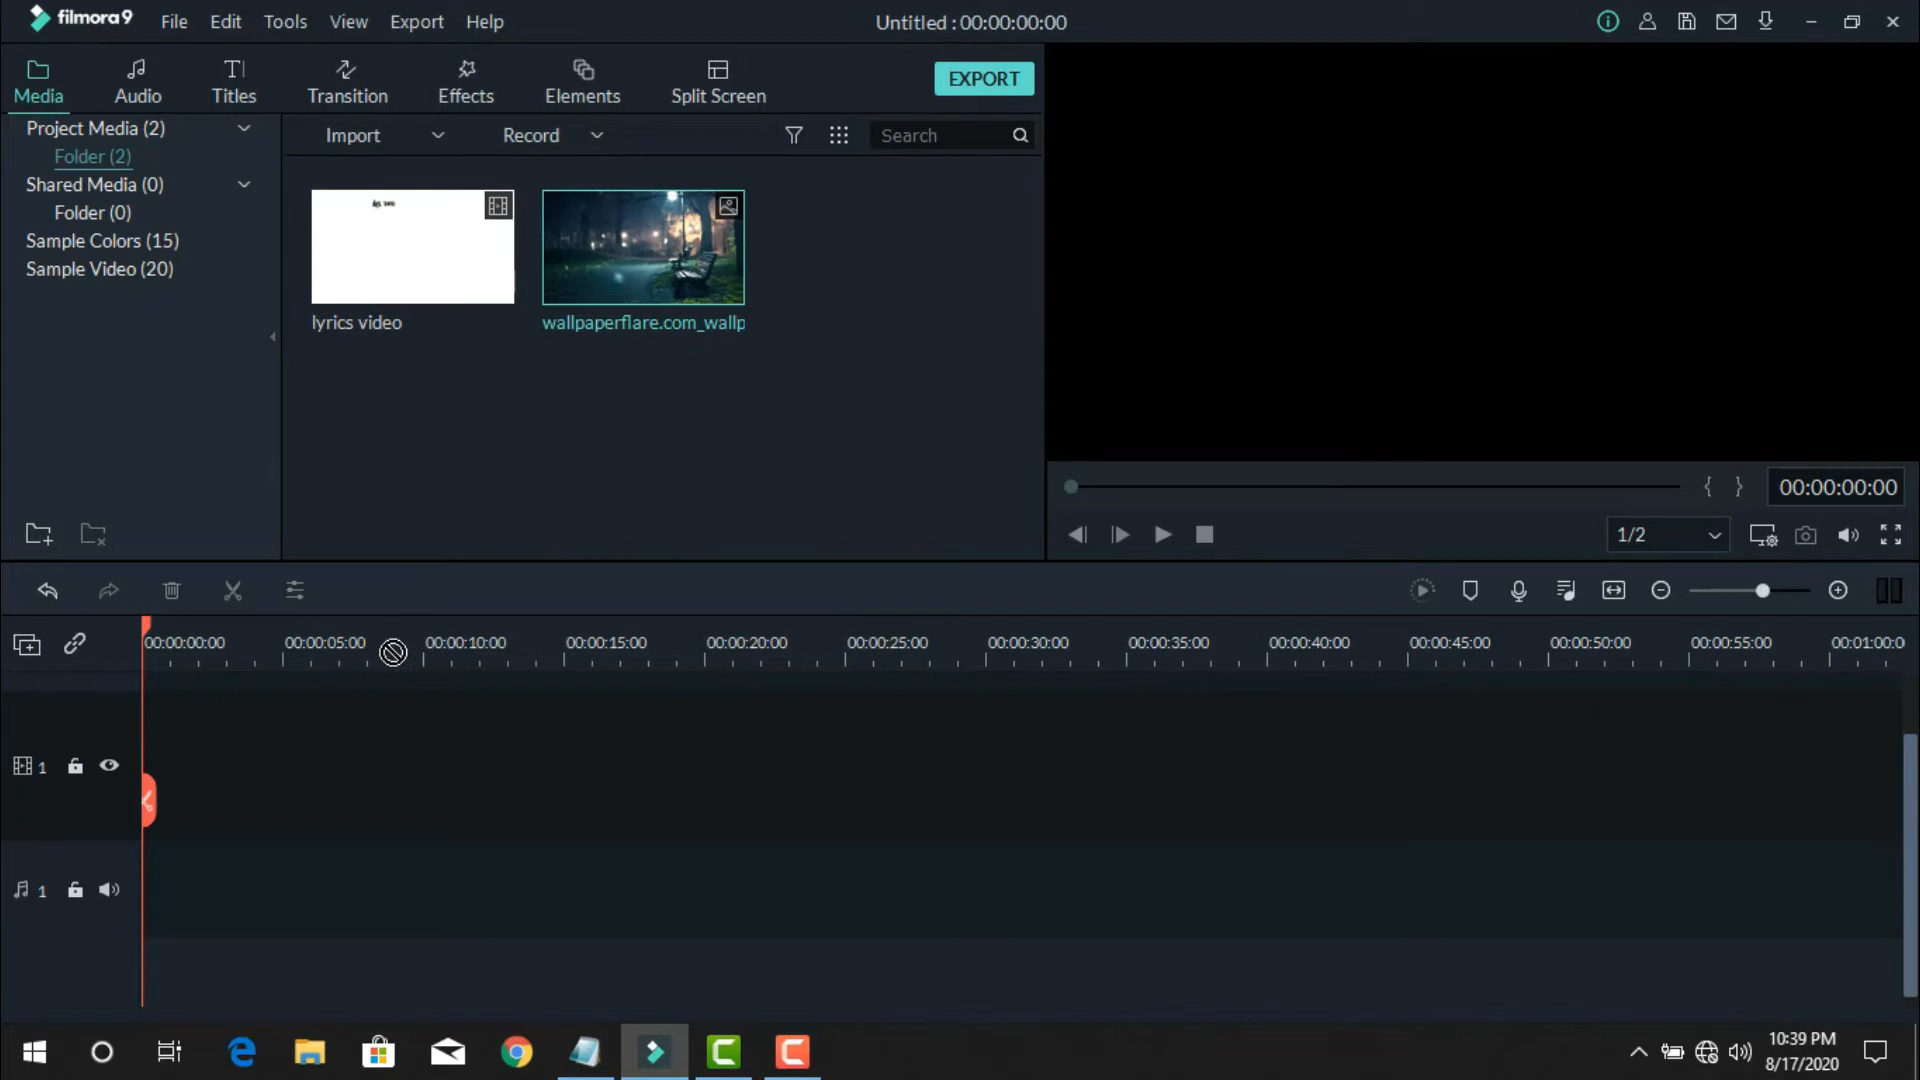 filmora9 File Edit Tools View Export Help Untitled : 00:00:00:00
Media Audio Titles Transition Effects Elements Split Screen EXPORT
Project Media (2)
Folder (2)
Shared Media (0)
Folder (0)
Sample Colors (15)
Sample Video (20)
Import Record Search
lyrics video wallpaperflare.com_wallp
{ } 00:00:00:00
1/2
00:00:00:00 00:00:05:00 00:00:10:00 00:00:15:00 00:00:20:00 00:00:25:00 00:00:30:00 00:00:35:00 00:00:40:00 00:00:45:00 00:00:50:00 00:00:55:00 00:01:00:0
1
1
10:39 PM
8/17/2020